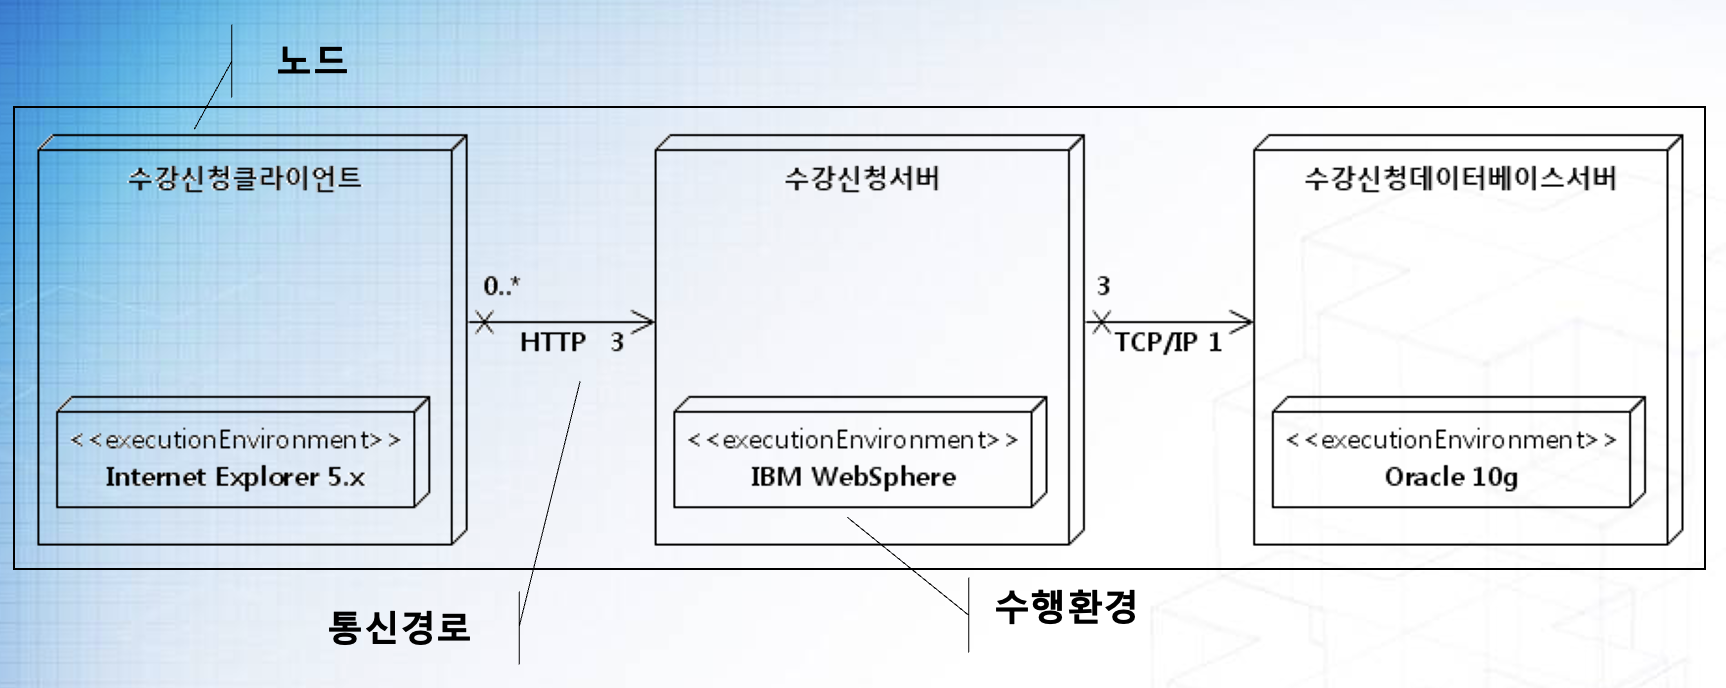 노드
수강신청클라이언트
수강신청서버
수강신청데이터베이스서버
0..*
3
HTTP 3
TCP/IP 1
<<executionEnvironment>>
Internet Explorer 5.x
<<executionEnvironment>>
IBM WebSphere
<<executionEnvironment>>
Oracle 10g
통신경로
수행환경